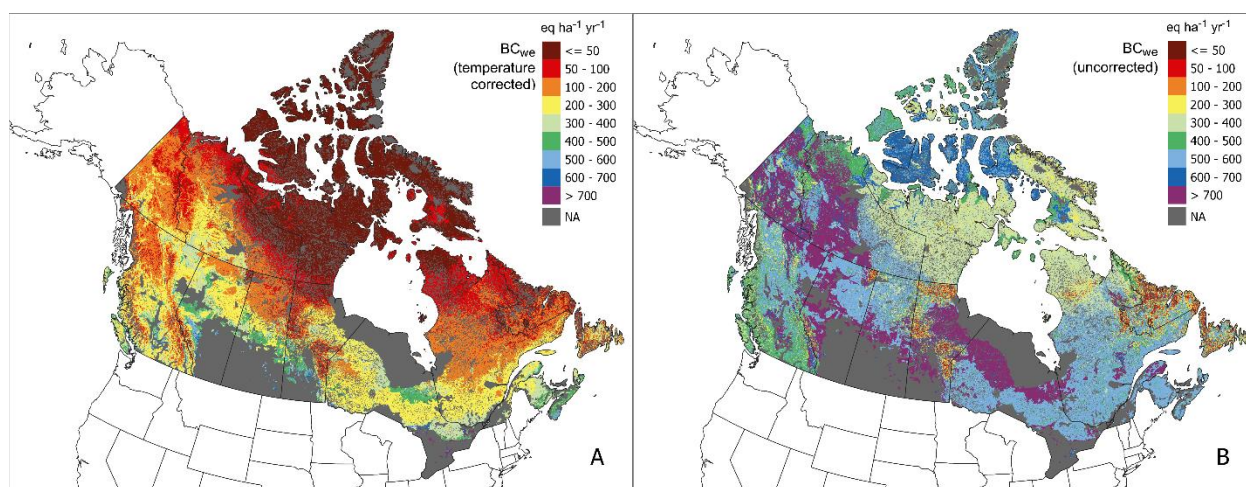 eq ha⁻¹ yr⁻¹
BCwe
(temperature
corrected)
<= 50
50 - 100
100 - 200
200 - 300
300 - 400
400 - 500
500 - 600
600 - 700
> 700
NA
A
eq ha⁻¹ yr⁻¹
BCwe
(uncorrected)
<= 50
50 - 100
100 - 200
200 - 300
300 - 400
400 - 500
500 - 600
600 - 700
> 700
NA
B